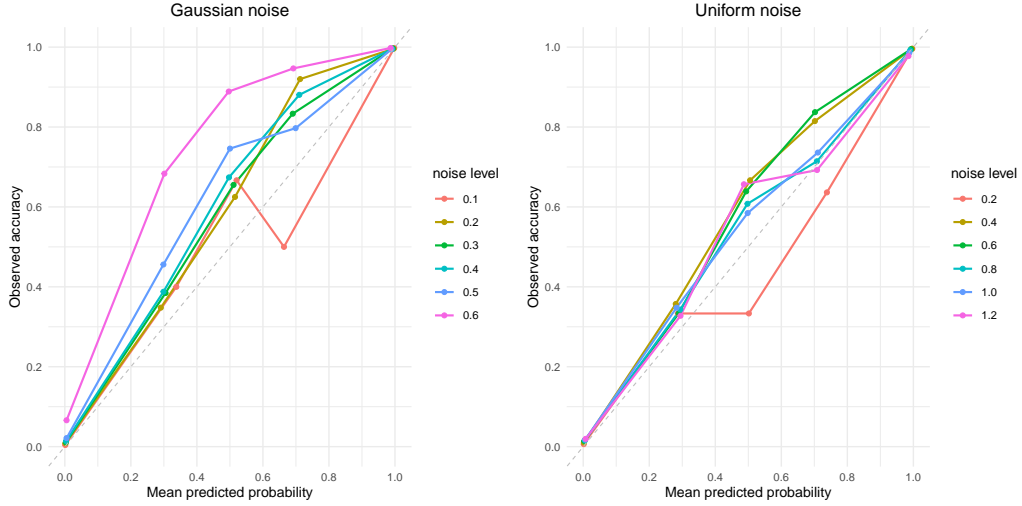 Gaussian noise
1.0
0.8
0.6
0.4
0.2
0.0
Observed accuracy
0.0 0.2 0.4 0.6 0.8 1.0
Mean predicted probability
noise level
0.1
0.2
0.3
0.4
0.5
0.6
Uniform noise
1.0
0.8
0.6
0.4
0.2
0.0
Observed accuracy
0.0 0.2 0.4 0.6 0.8 1.0
Mean predicted probability
noise level
0.2
0.4
0.6
0.8
1.0
1.2